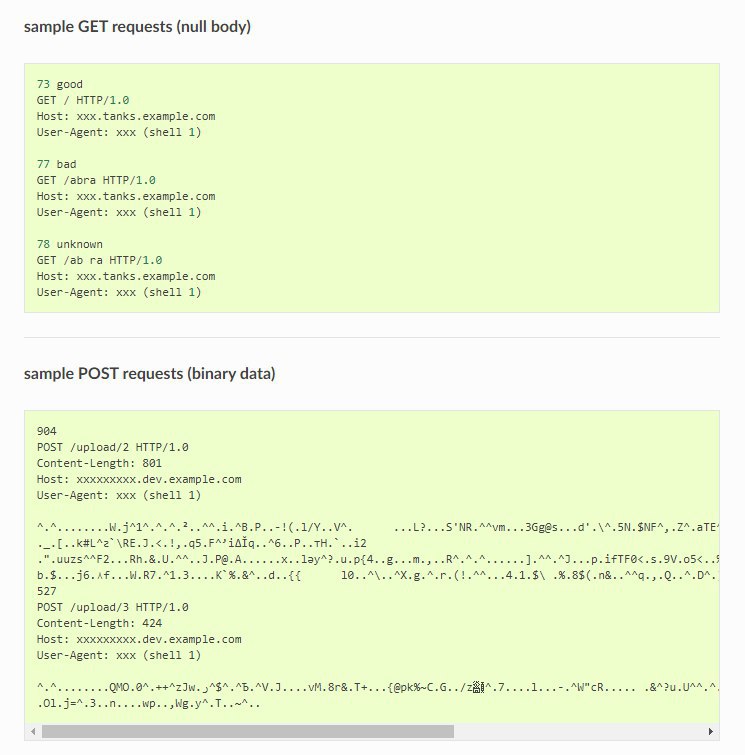 sample GET requests (null body)
73 good
GET / HTTP/1.0
Host: xxx.tanks.example.com
User-Agent: xxx (shell 1)
77 bad
GET /abra HTTP/1.0
Host: xxx.tanks.example.com
User-Agent: xxx (shell 1)
78 unknown
GET /ab ra HTTP/1.0
Host: xxx.tanks.example.com
User-Agent: xxx (shell 1)
sample POST requests (binary data)
904
POST /upload/2 HTTP/1.0
Content-Length: 801
Host: xxxxxxxxx.dev.example.com
User-Agent: xxx (shell 1)
^.^........W.j^1^.^.^.²..^^.i.^B.P..-!(.l/Y..V^.      ...L?...S'NR.^^vm...3Gg@s...d'.\^.5N.$NF^,.Z^.aTE^
._.[..k#L^z`\RE.J.<.!,.q5.F^²iΔǏq..^6..P..тH.`..i2
.".uuzs^^F2...Rh.&.U.^^..J.P@.A......x..ləy^?.u.p{4..g...m.,..R^.^.^......].^^.^J...p.ifTF0<.s.9V.o5<..%
b.$...j6.٨f...W.R7.^1.3....K`%.&^..d..{{      l0..^\..^X.g.^.r.(!.^^...4.1.$\ .%.8$(.n&..^^q.,.Q..^.D^.
527
POST /upload/3 HTTP/1.0
Content-Length: 424
Host: xxxxxxxxx.dev.example.com
User-Agent: xxx (shell 1)
^.^........QMO.0^.++^zJw.ر^$^.^Ъ.^V.J....vM.8r&.T+...{@pk%~C.G../z^.7....l...-.^W"cR..... .&^?u.U^^.^.
.Ol.j=^.3..n....wp..,Wg.y^.T..~^..